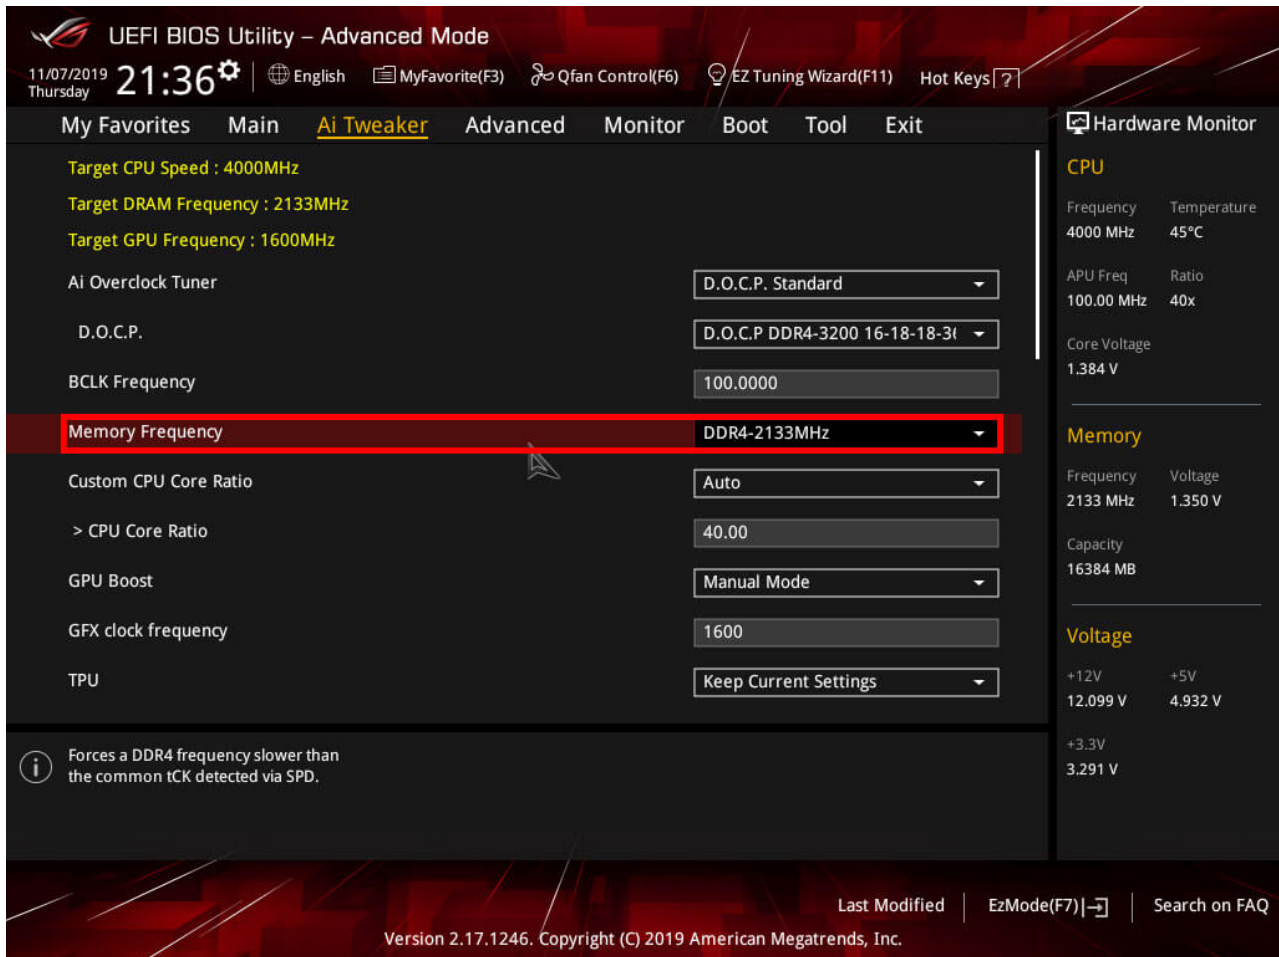 UEFI BIOS Utility – Advanced Mode
11/07/2019
Thursday
21:36
English
MyFavorite(F3)
Qfan Control(F6)
EZ Tuning Wizard(F11)
Hot Keys ?
My Favorites Main Ai Tweaker Advanced Monitor Boot Tool Exit
Target CPU Speed : 4000MHz
Target DRAM Frequency : 2133MHz
Target GPU Frequency : 1600MHz
Ai Overclock Tuner D.O.C.P. Standard
D.O.C.P. D.O.C.P DDR4-3200 16-18-18-3
BCLK Frequency 100.0000
Memory Frequency DDR4-2133MHz
Custom CPU Core Ratio Auto
> CPU Core Ratio 40.00
GPU Boost Manual Mode
GFX clock frequency 1600
TPU Keep Current Settings
Forces a DDR4 frequency slower than
the common tCK detected via SPD.
Hardware Monitor
CPU
Frequency Temperature
4000 MHz 45°C
APU Freq Ratio
100.00 MHz 40x
Core Voltage
1.384 V
Memory
Frequency Voltage
2133 MHz 1.350 V
Capacity
16384 MB
Voltage
+12V +5V
12.099 V 4.932 V
+3.3V
3.291 V
Last Modified EzMode(F7) Search on FAQ
Version 2.17.1246. Copyright (C) 2019 American Megatrends, Inc.